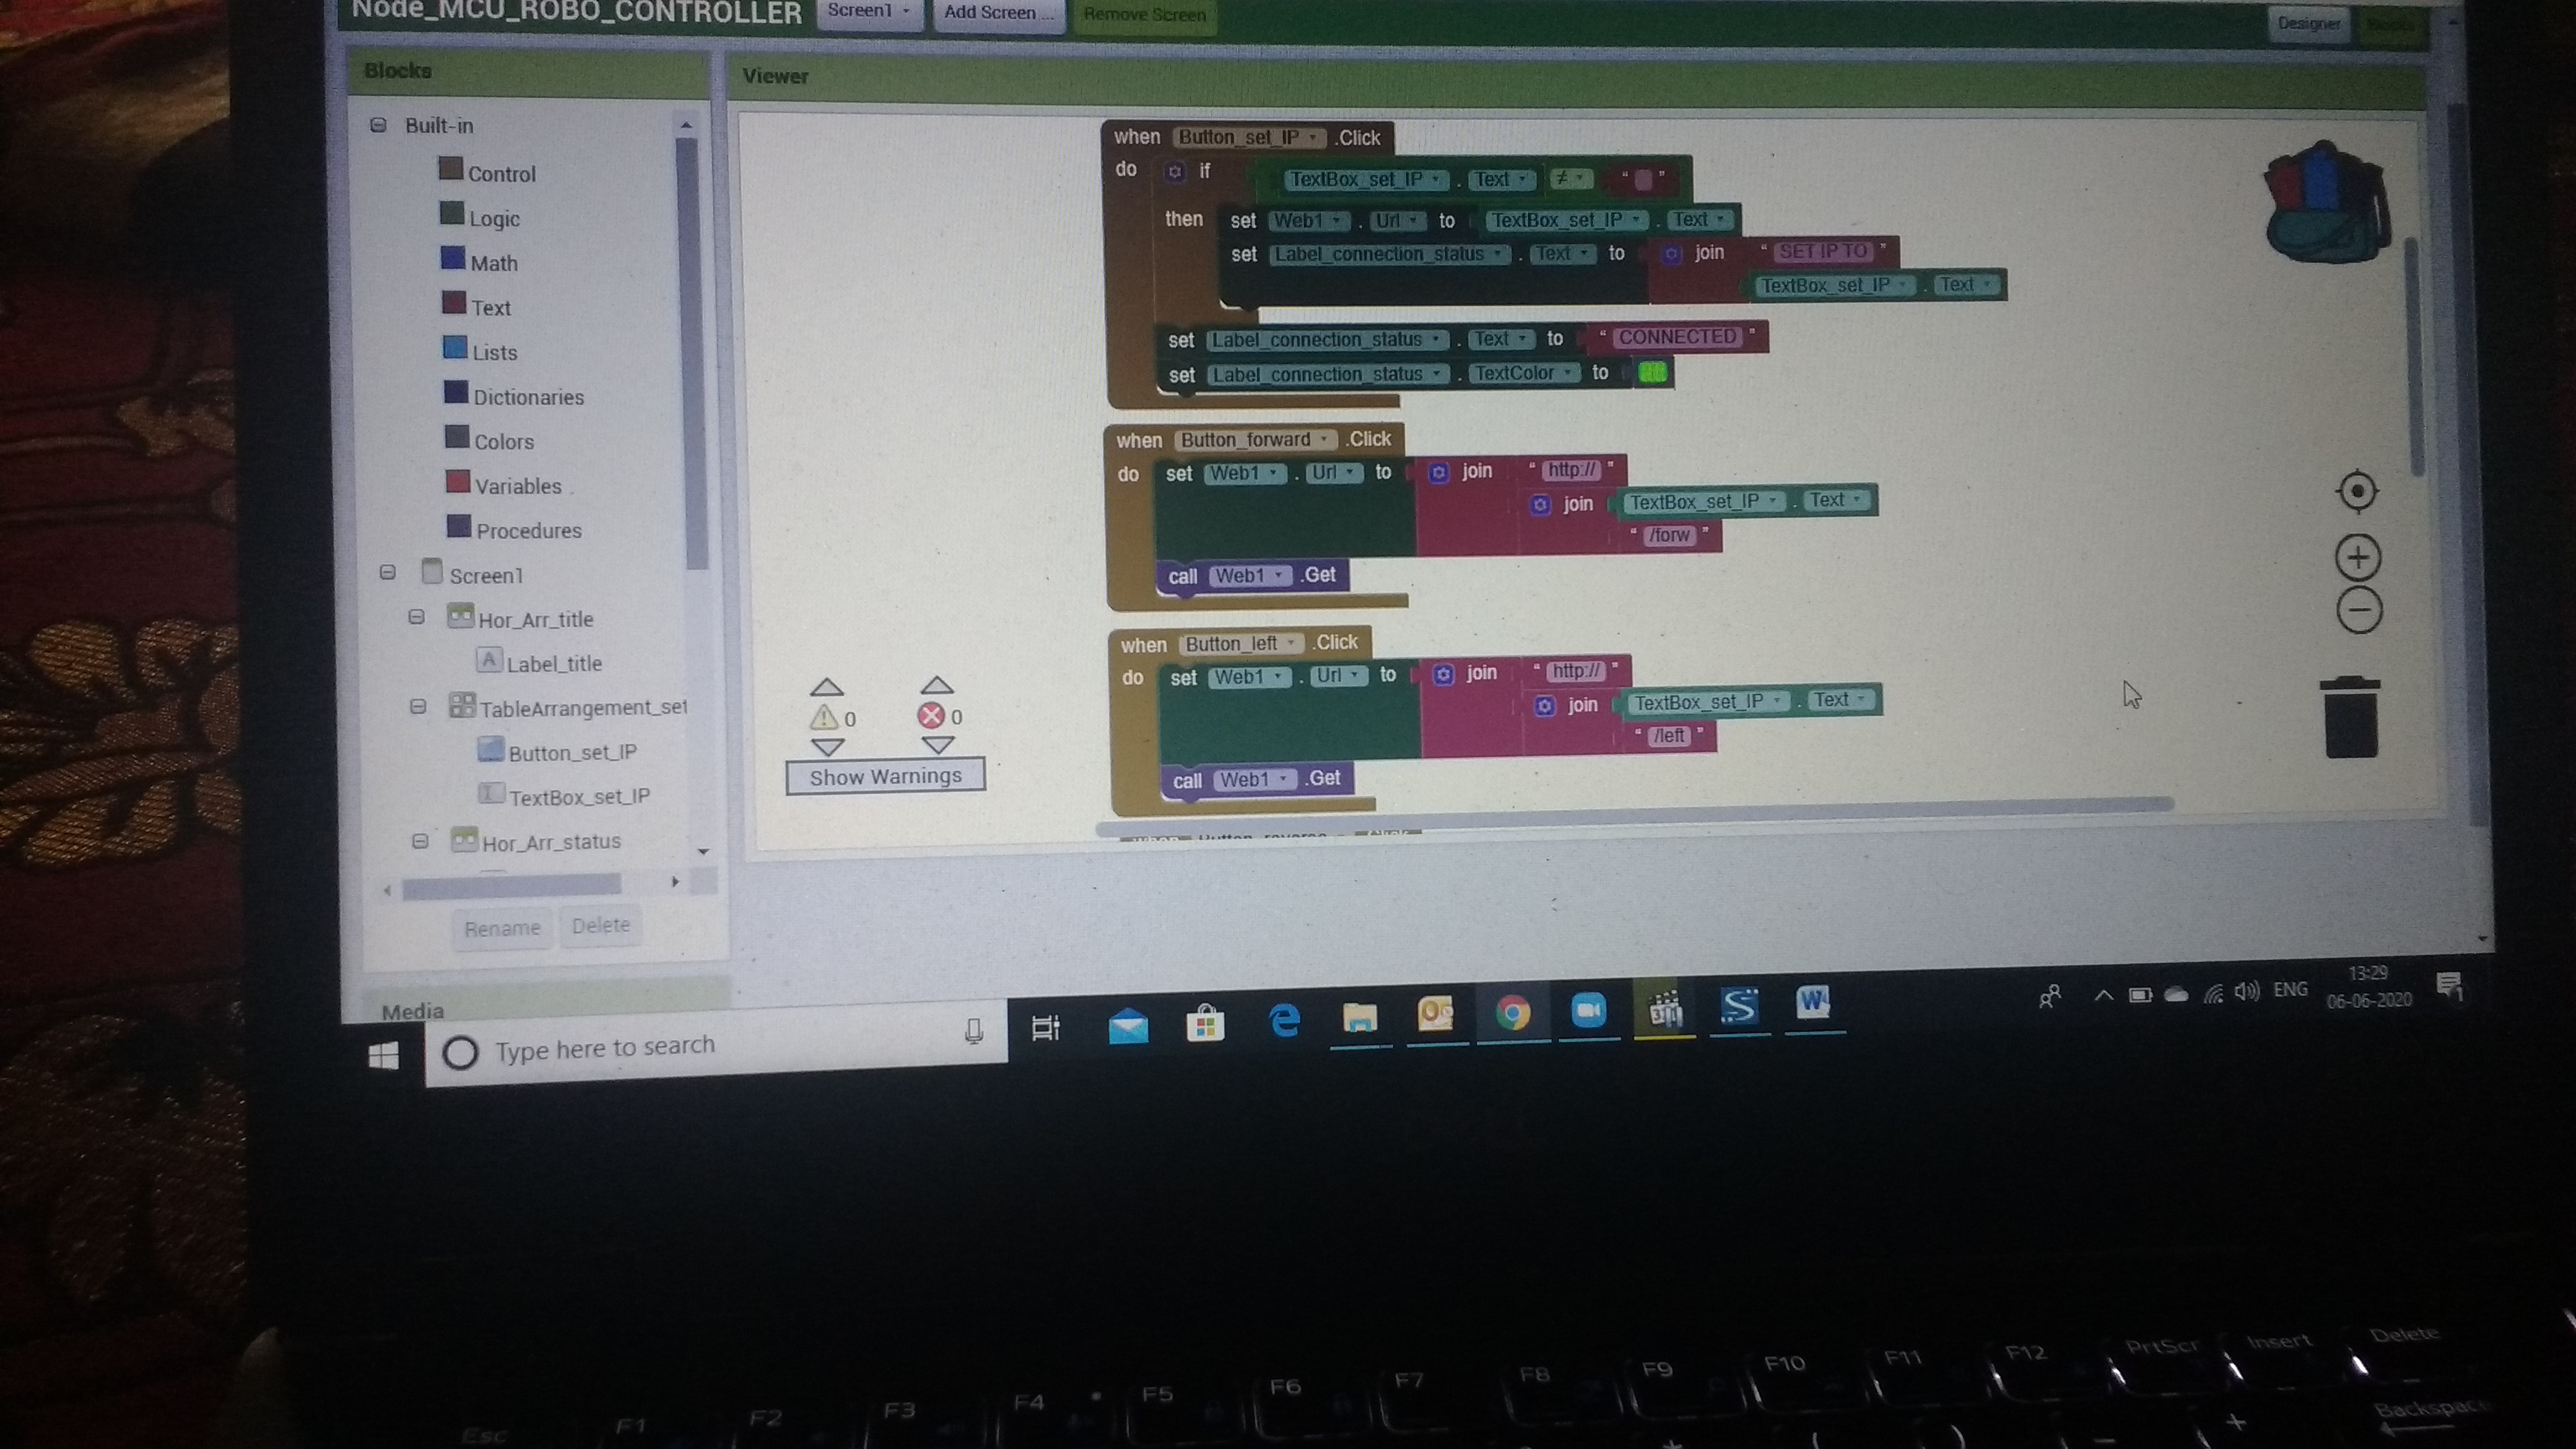 Node_MCU_ROBO_CONTROLLER Screen1 Add Screen ... Remove Screen Designer
Blocks
Viewer
Built-in
Control
Logic
Math
Text
Lists
Dictionaries
Colors
Variables
Procedures
Screen1
Hor_Arr_title
Label_title
TableArrangement_set
Button_set_IP
TextBox_set_IP
Hor_Arr_status
Rename Delete
Media
when Button_set_IP .Click
do if TextBox_set_IP . Text ≠ " "
then set Web1 . Url to TextBox_set_IP . Text
set Label_connection_status . Text to join " SET IP TO "
TextBox_set_IP . Text
set Label_connection_status . Text to " CONNECTED "
set Label_connection_status . TextColor to
when Button_forward .Click
do set Web1 . Url to join " http:// "
join TextBox_set_IP . Text
" /forw "
call Web1 .Get
when Button_left .Click
do set Web1 . Url to join " http:// "
join TextBox_set_IP . Text
" /left "
call Web1 .Get
0 0
Show Warnings
Type here to search
ENG
13:29
06-06-2020
Esc F1 F2 F3 F4 F5 F6 F7 F8 F9 F10 F11 F12 PrtScr Insert Delete
Backspace